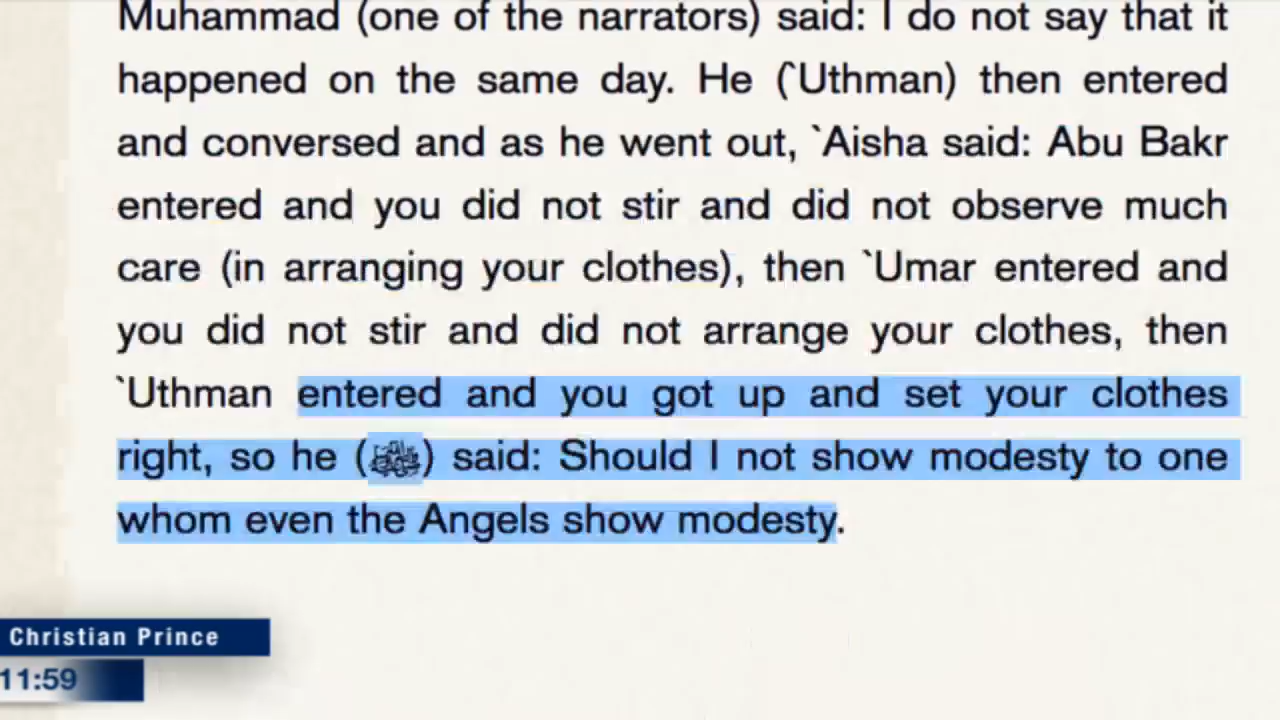 Muhammad (one of the narrators) said: I do not say that it
happened on the same day. He (`Uthman) then entered
and conversed and as he went out, `Aisha said: Abu Bakr
entered and you did not stir and did not observe much
care (in arranging your clothes), then `Umar entered and
you did not stir and did not arrange your clothes, then
`Uthman entered and you got up and set your clothes
right, so he (ﷺ) said: Should I not show modesty to one
whom even the Angels show modesty.
Christian Prince
11:59